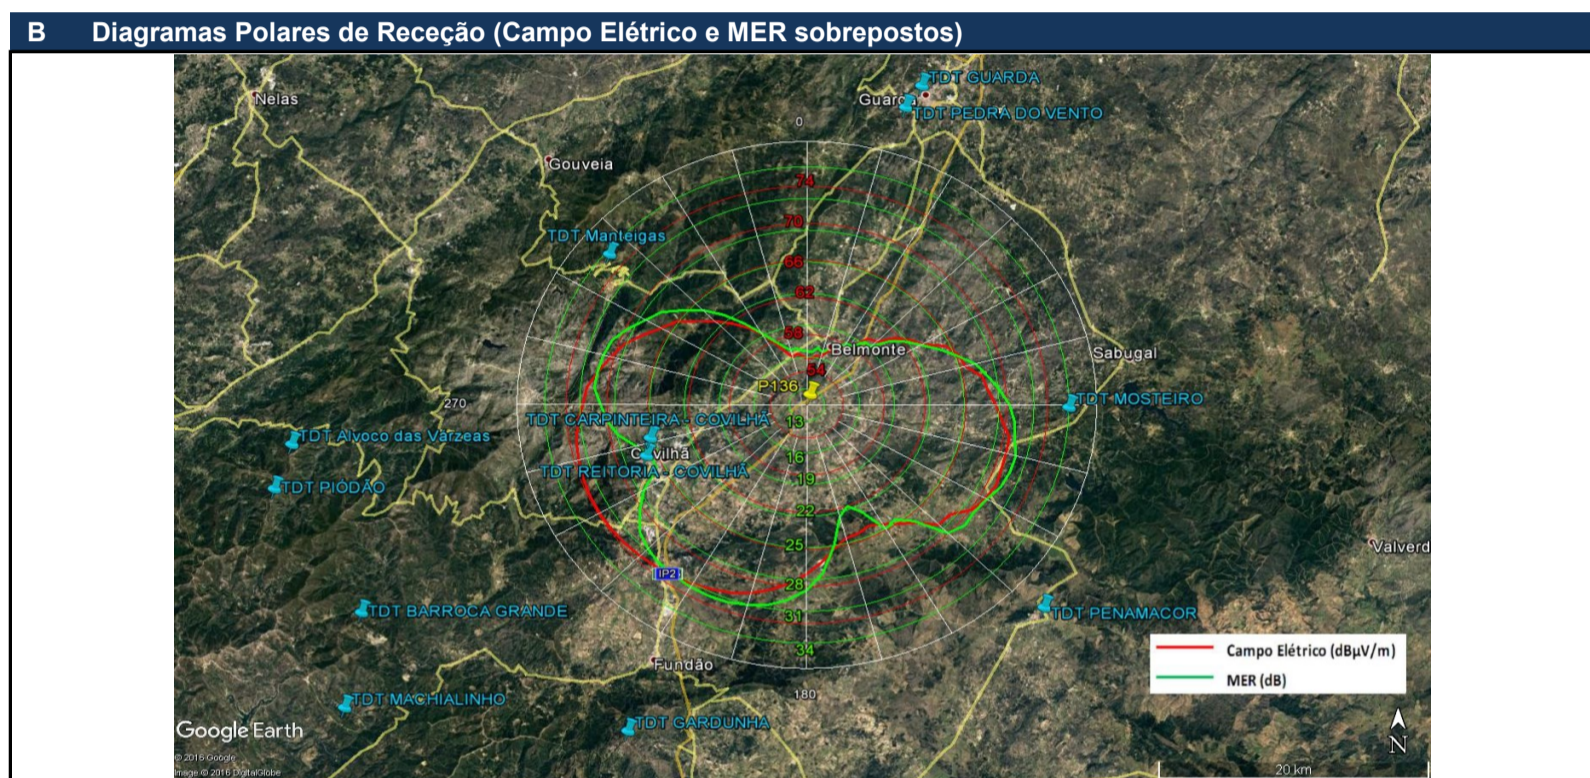 B Diagramas Polares de Receção (Campo Elétrico e MER sobrepostos)
TDT GUARDA
Nelas
Guarda
TDT PEDRA DO VENTO
0
Gouveia
74
70
TDT Manteigas
66
62
58
Belmonte
Sabugal
54
P136
270
TDT MOSTEIRO
TDT CARPINTEIRA - COVILHÃ
13
TDT Alvoco das Varzeas
Covilhã
16
TDT REITORIA - COVILHÃ
19
TDT PIÓDÃO
22
25
Valverd
IP2
28
TDT BARROCA GRANDE
31
TDT PENAMACOR
34
Campo Elétrico (dBµV/m)
MER (dB)
Fundão
180
TDT MACHIALINHO
TDT GARDUNHA
Google Earth
N
© 2016 Google
Image © 2016 DigitalGlobe
20 km